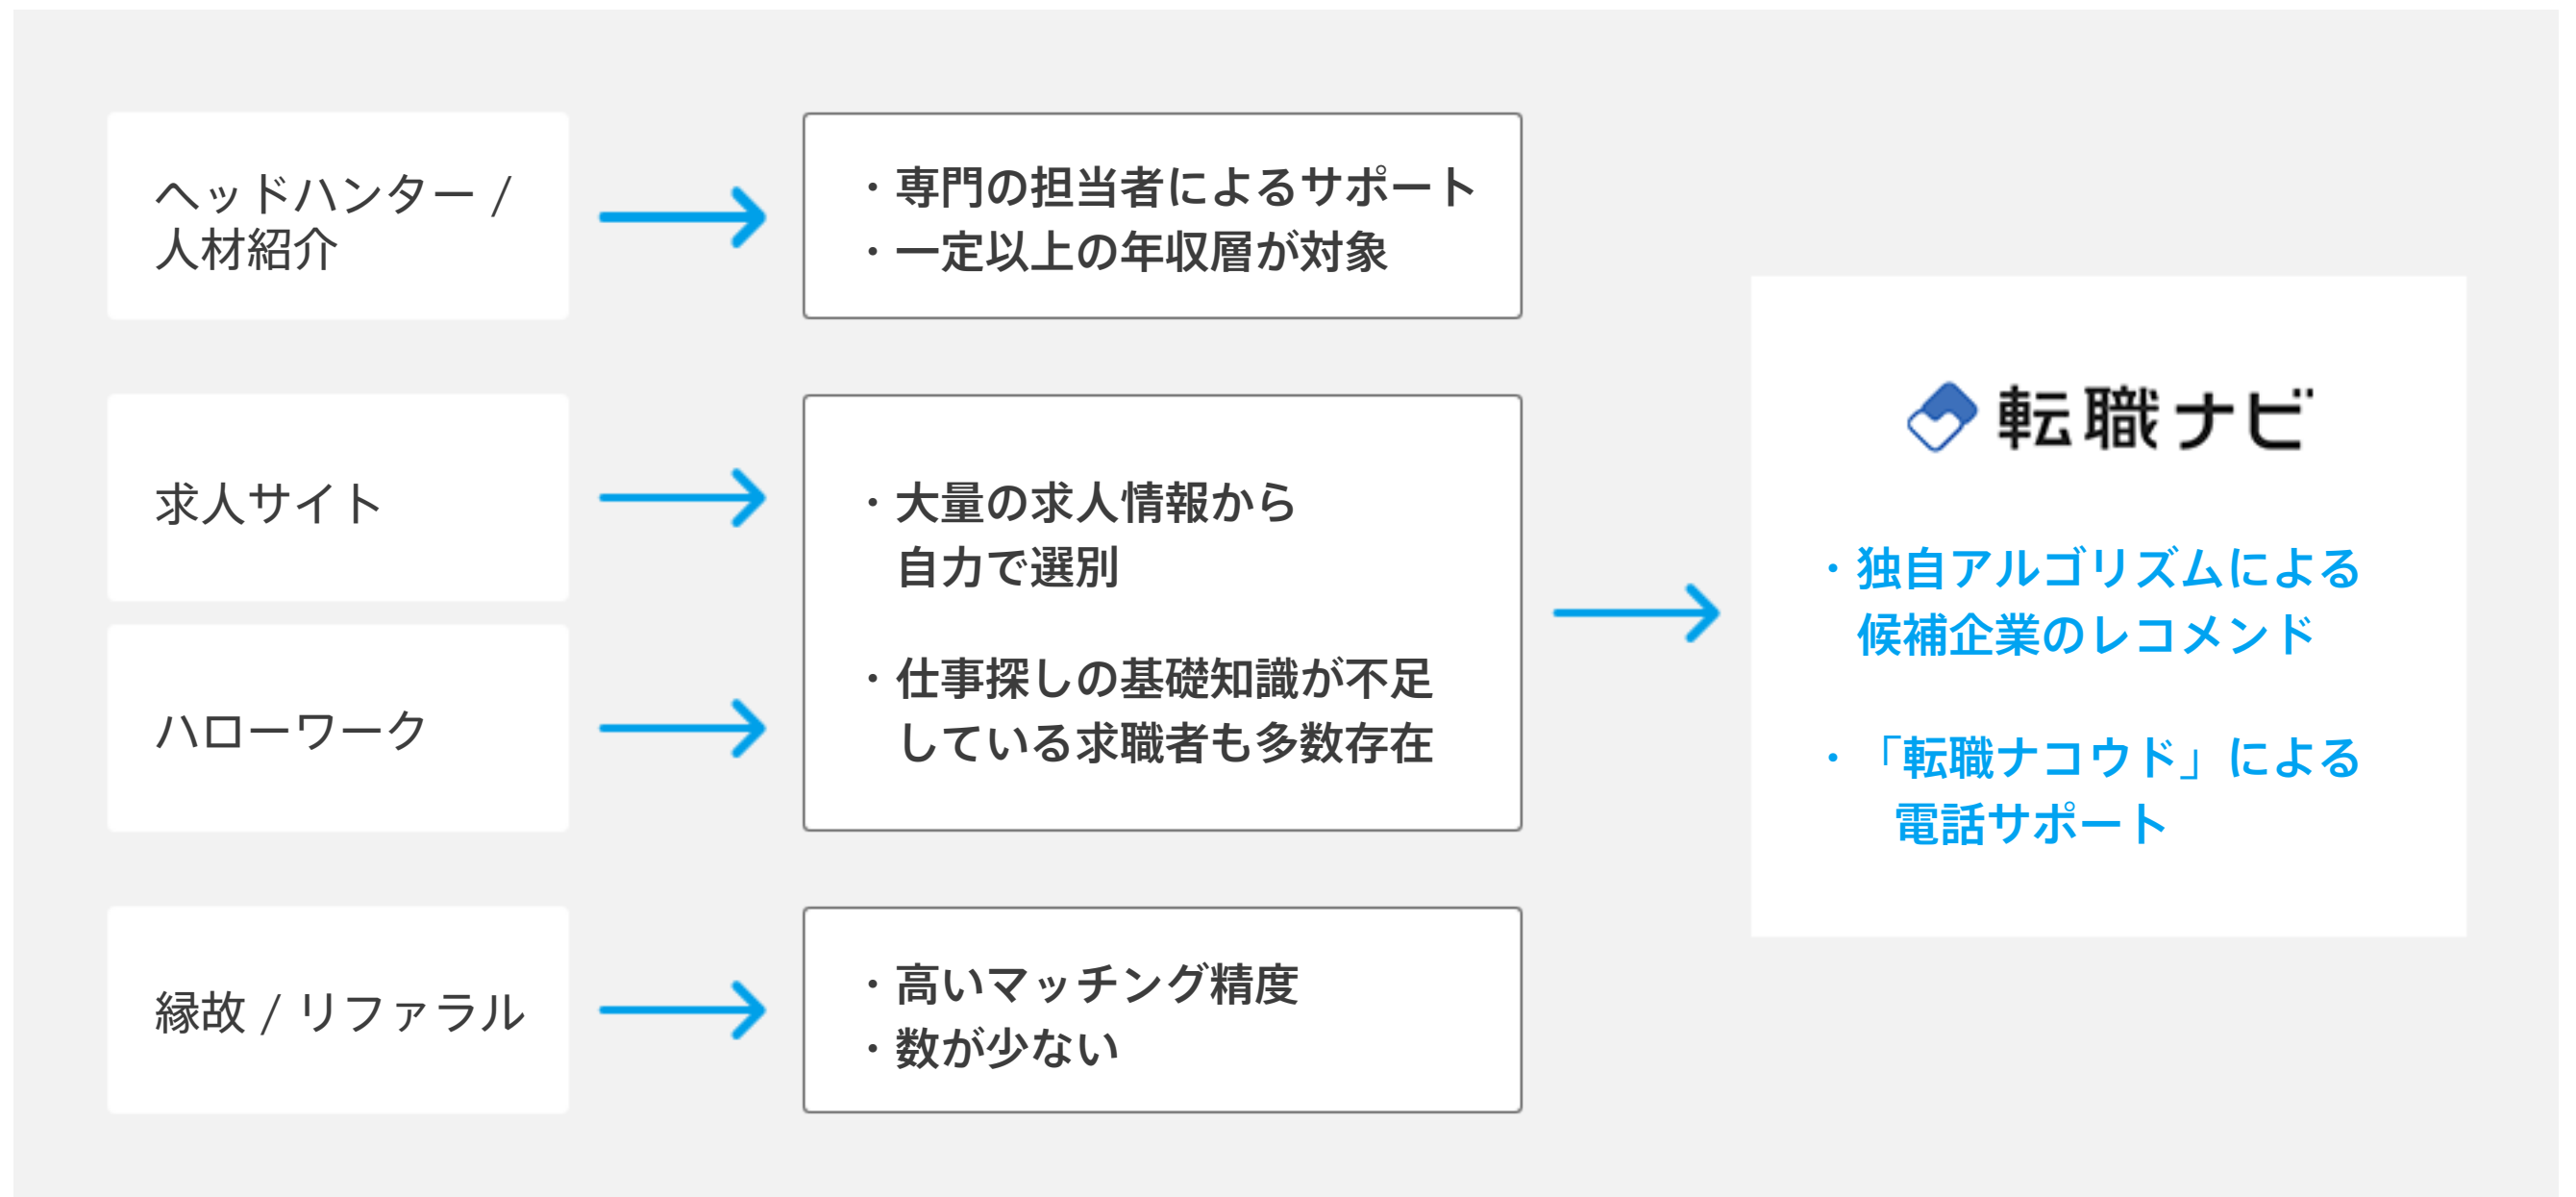 ヘッドハンター /
人材紹介
・専門の担当者によるサポート
・一定以上の年収層が対象
求人サイト
ハローワーク
・大量の求人情報から
自力で選別
・仕事探しの基礎知識が不足
している求職者も多数存在
縁故 / リファラル
・高いマッチング精度
・数が少ない
転職ナビ
・独自アルゴリズムによる
候補企業のレコメンド
・「転職ナコウド」による
電話サポート